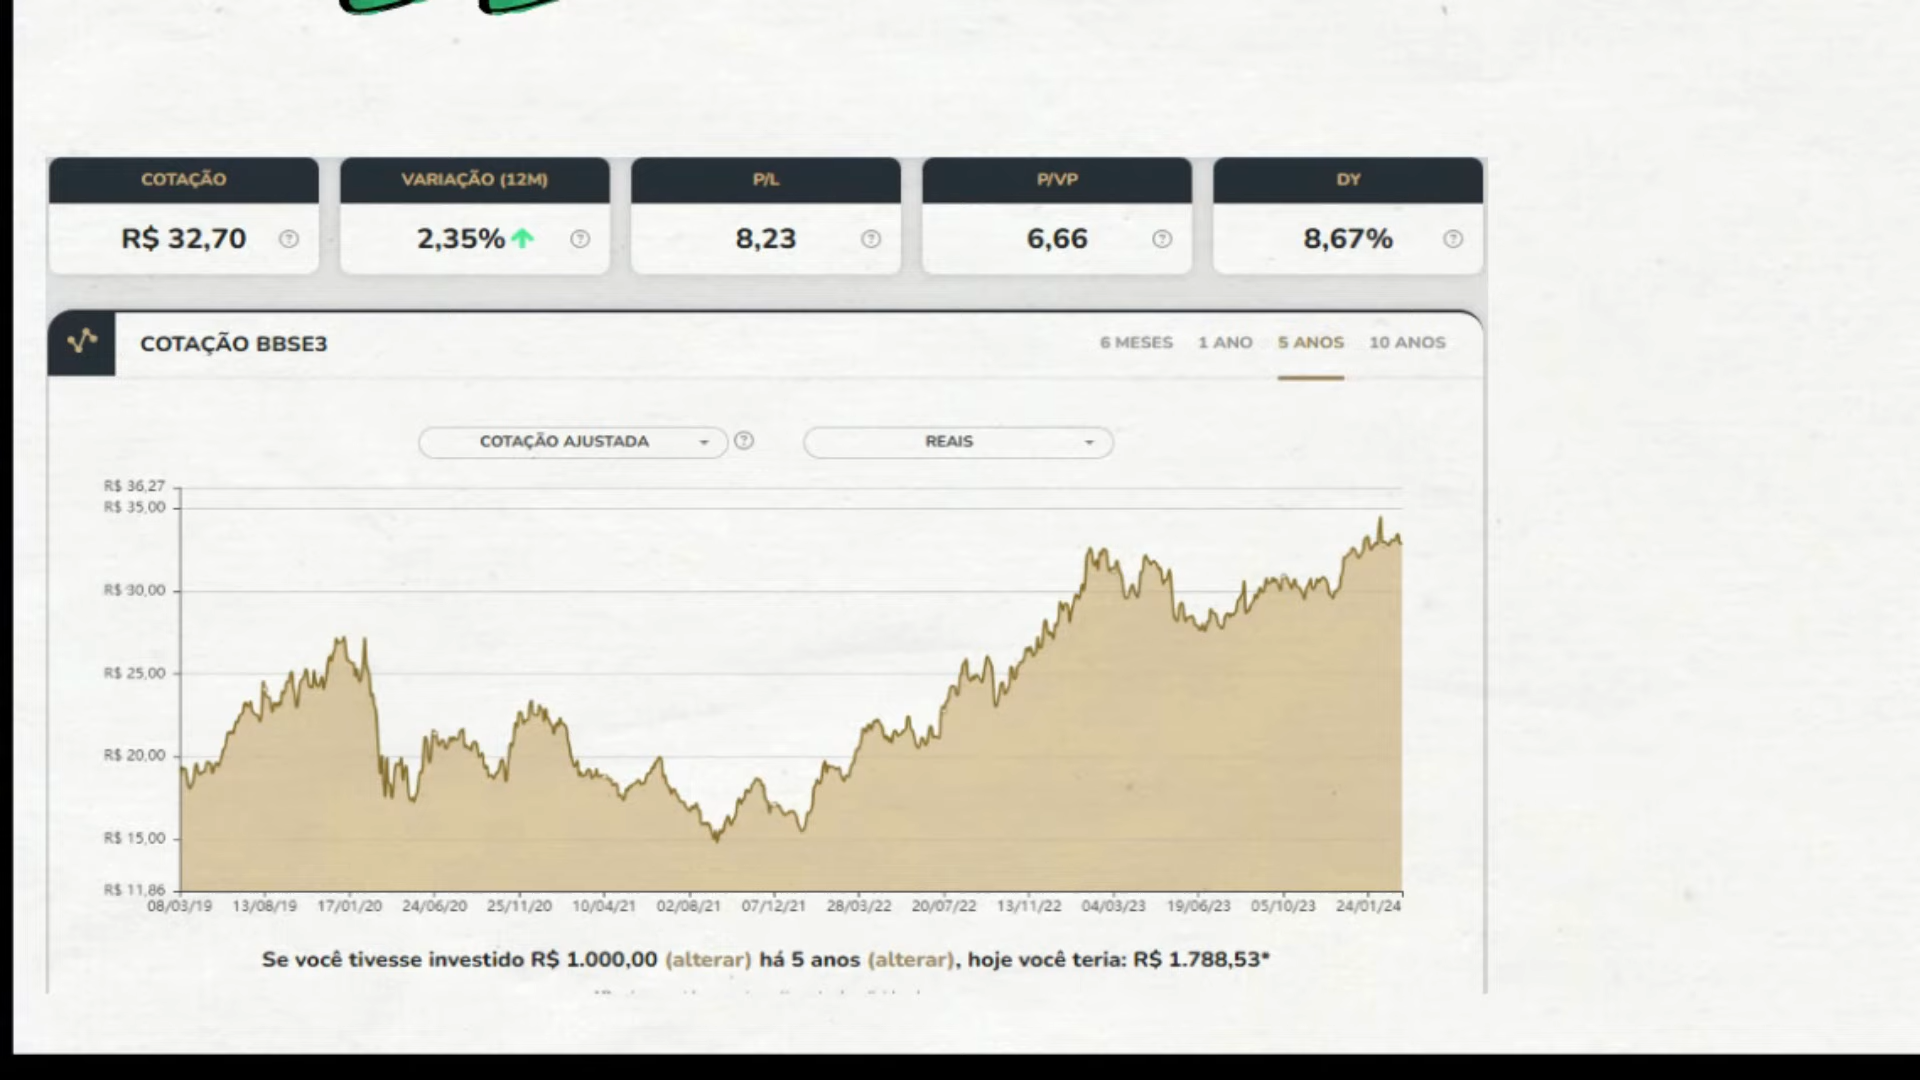 COTAÇÃO VARIAÇÃO (12M) P/L P/VP DY
R$ 32,70 2,35% 8,23 6,66 8,67%
COTAÇÃO BBSE3 6 MESES 1 ANO 5 ANOS 10 ANOS
COTAÇÃO AJUSTADA REAIS
R$ 36,27
R$ 35,00
R$ 30,00
R$ 25,00
R$ 20,00
R$ 15,00
R$ 11,86
08/03/19 13/08/19 17/01/20 24/06/20 25/11/20 10/04/21 02/08/21 07/12/21 28/03/22 20/07/22 13/11/22 04/03/23 19/06/23 05/10/23 24/01/24
Se você tivesse investido R$ 1.000,00 (alterar) há 5 anos (alterar), hoje você teria: R$ 1.788,53*